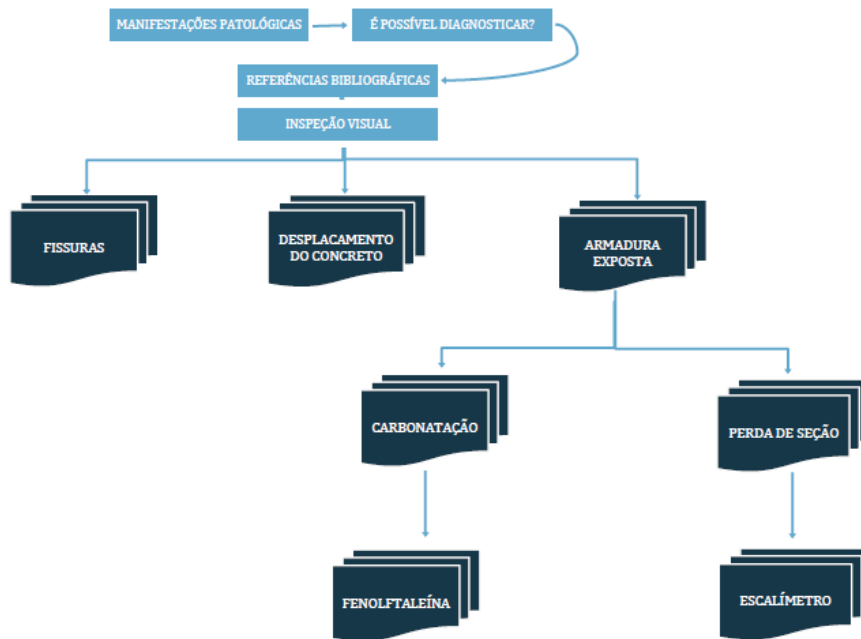 MANIFESTAÇÕES PATOLÓGICAS
É POSSÍVEL DIAGNOSTICAR?
REFERÊNCIAS BIBLIOGRÁFICAS
INSPEÇÃO VISUAL
FISSURAS
DESPLACAMENTO
DO CONCRETO
ARMADURA
EXPOSTA
CARBONATAÇÃO
PERDA DE SEÇÃO
FENOLFTALEÍNA
ESCALÍMETRO